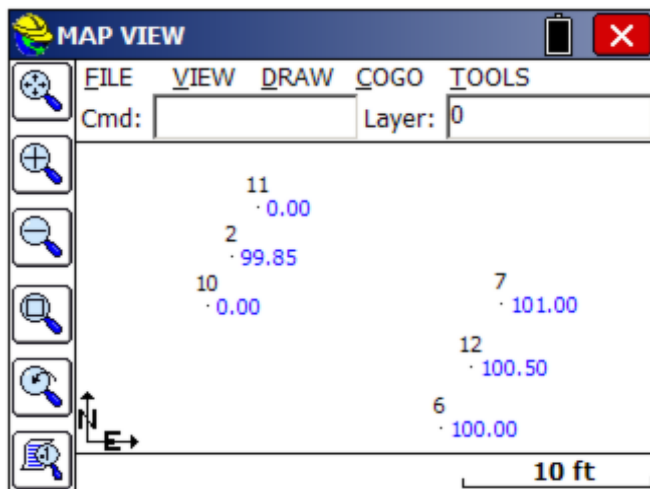 MAP VIEW
FILE VIEW DRAW COGO TOOLS
Cmd: Layer: 0
11
0.00
2
99.85
10
0.00
7
101.00
12
100.50
6
100.00
N
E
10 ft